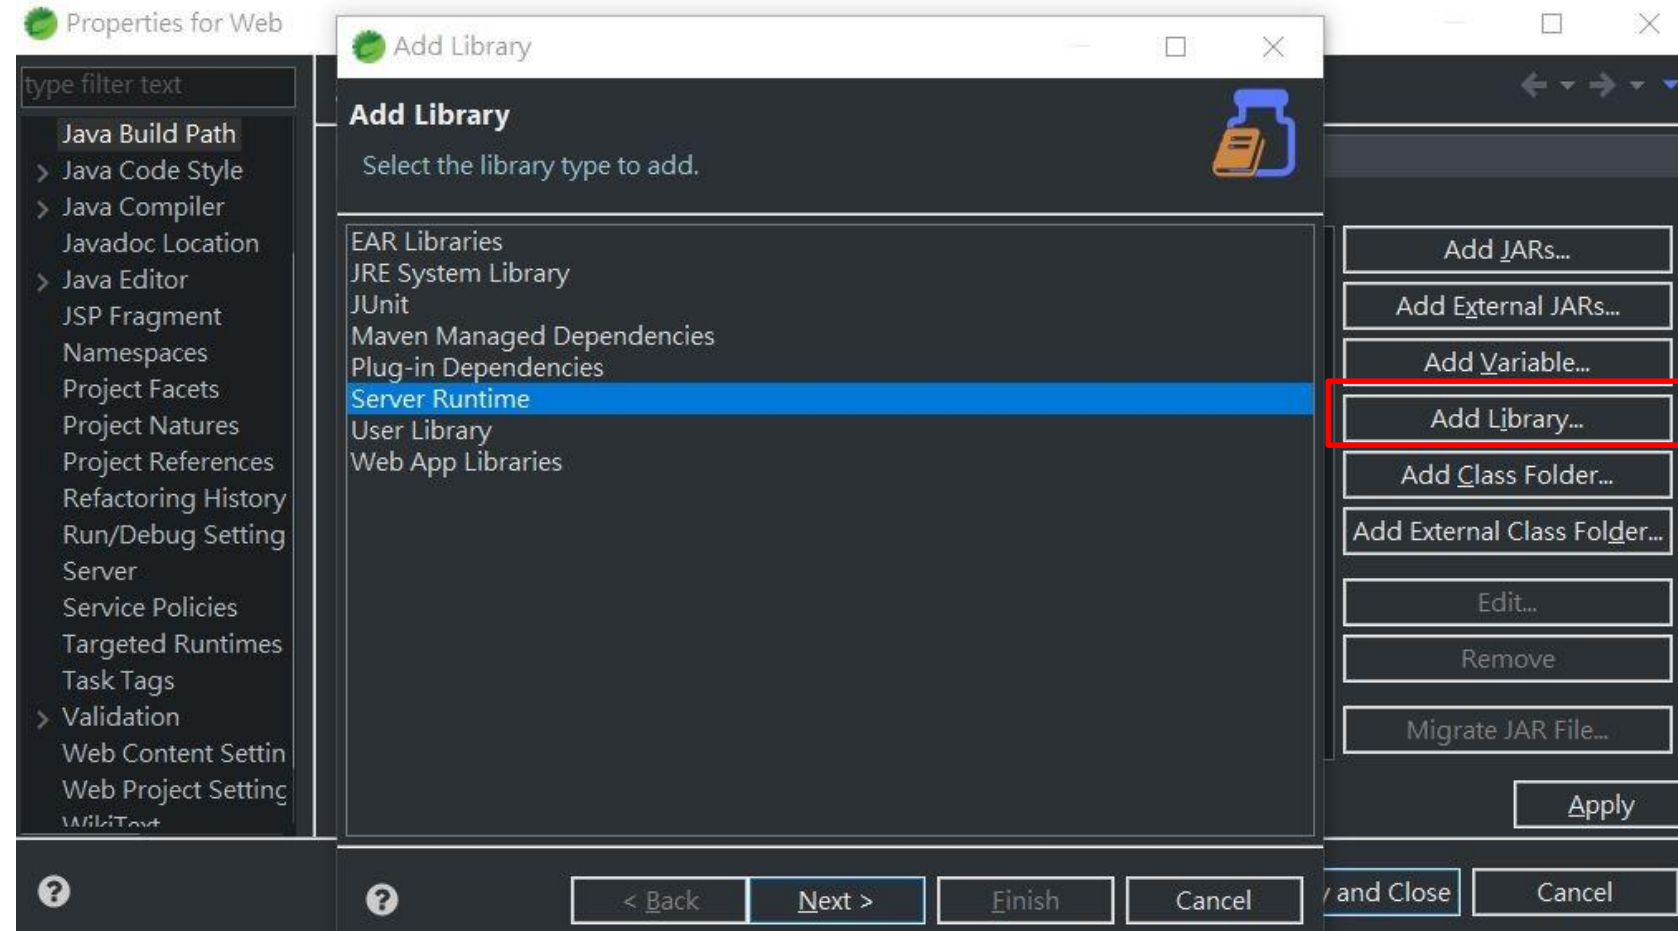 Properties for Web
type filter text
Java Build Path
Java Code Style
Java Compiler
Javadoc Location
Java Editor
JSP Fragment
Namespaces
Project Facets
Project Natures
Project References
Refactoring History
Run/Debug Setting
Server
Service Policies
Targeted Runtimes
Task Tags
Validation
Web Content Settin
Web Project Setting
WikiText
Add Library
Add Library
Select the library type to add.
EAR Libraries
JRE System Library
JUnit
Maven Managed Dependencies
Plug-in Dependencies
Server Runtime
User Library
Web App Libraries
< Back
Next >
Finish
Cancel
Add JARs...
Add External JARs...
Add Variable...
Add Library...
Add Class Folder...
Add External Class Folder...
Edit...
Remove
Migrate JAR File...
Apply
y and Close
Cancel